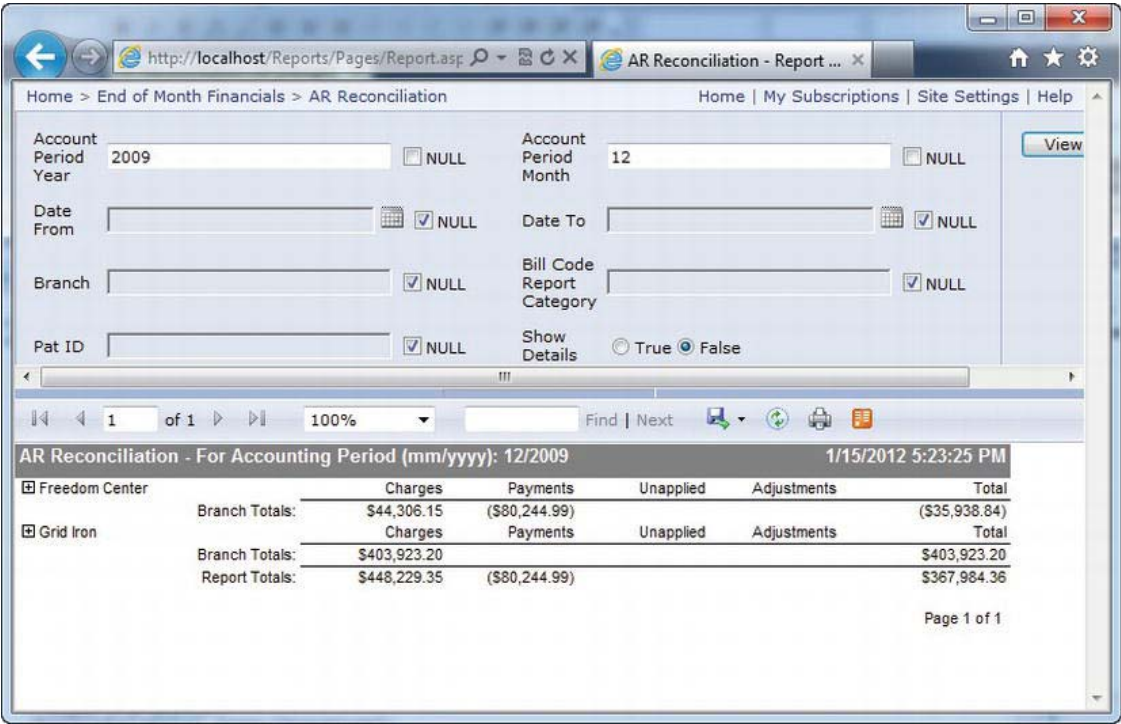 http://localhost/Reports/Pages/Report.asp
AR Reconciliation - Report ...
Home > End of Month Financials > AR Reconciliation
Home | My Subscriptions | Site Settings | Help
Account Period Year
2009
NULL
Account Period Month
12
NULL
View
Date From
NULL
Date To
NULL
Branch
NULL
Bill Code Report Category
NULL
Pat ID
NULL
Show Details
True False
1 of 1
100%
Find | Next
AR Reconciliation - For Accounting Period (mm/yyyy): 12/2009 1/15/2012 5:23:25 PM
Freedom Center Charges Payments Unapplied Adjustments Total
Branch Totals: $44,306.15 ($80,244.99) ($35,938.84)
Grid Iron Charges Payments Unapplied Adjustments Total
Branch Totals: $403,923.20 $403,923.20
Report Totals: $448,229.35 ($80,244.99) $367,984.36
Page 1 of 1